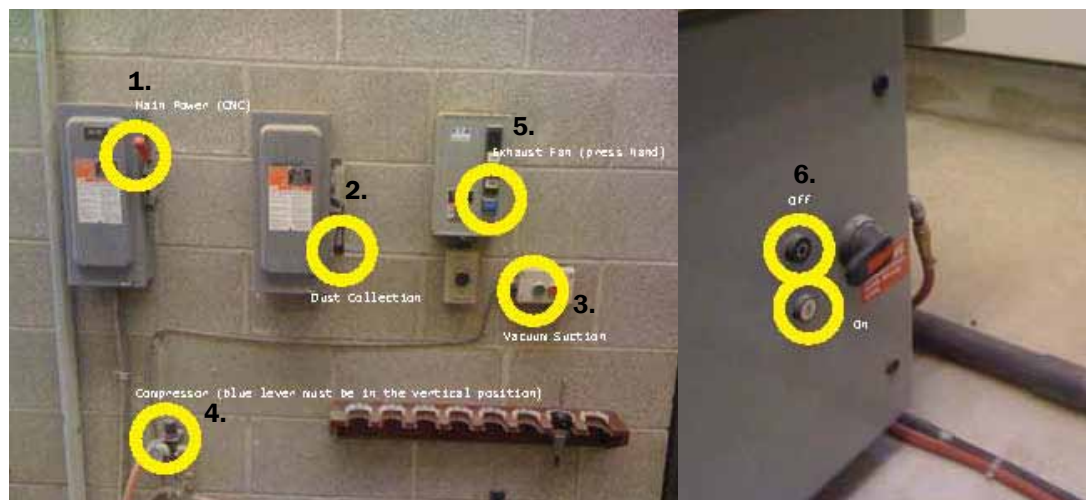 1.
Main Power (CNC)
5.
Exhaust Fan (press hand)
2.
6.
Off
Dust Collection
3.
Vacuum Suction
On
Compressor (blue lever must be in the vertical position)
4.